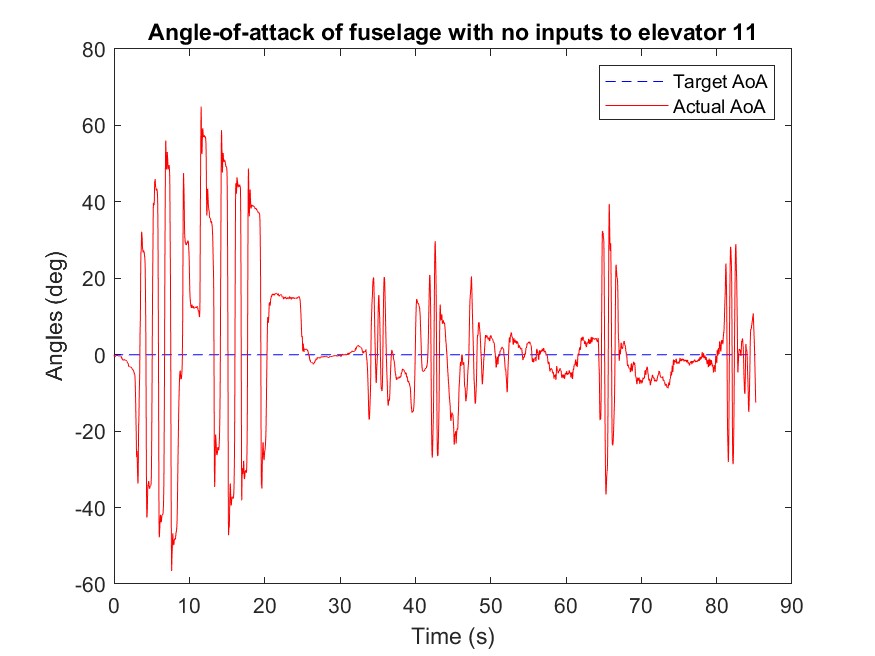 Angle-of-attack of fuselage with no inputs to elevator 11
80
60
40
20
0
-20
-40
-60
Angles (deg)
Target AoA
Actual AoA
0 10 20 30 40 50 60 70 80 90
Time (s)